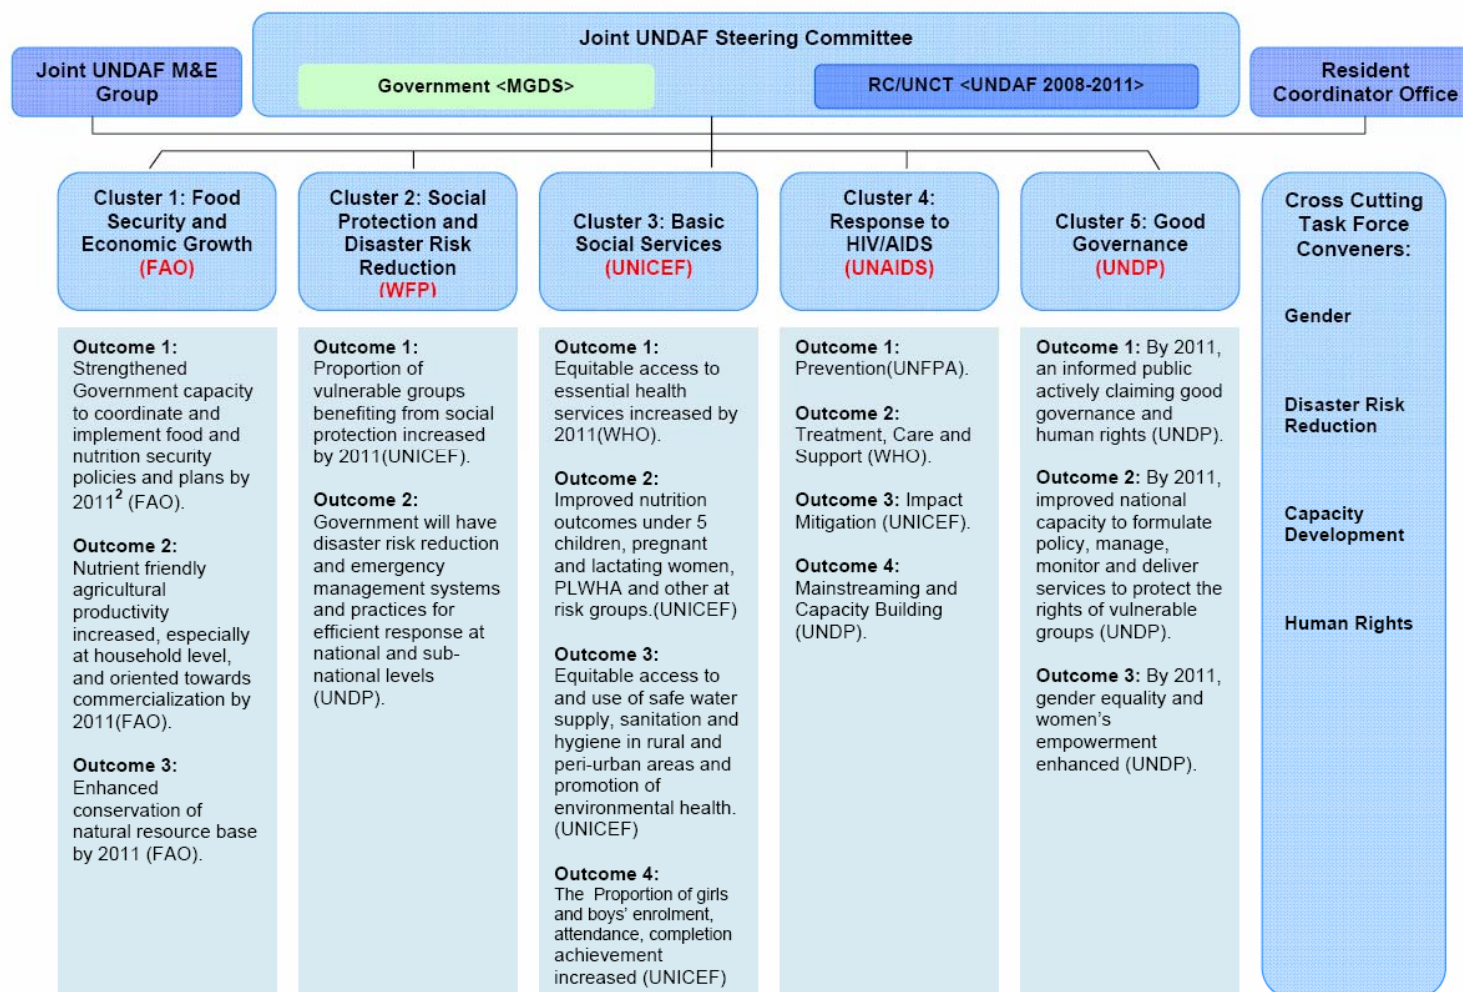 Joint UNDAF Steering Committee
Joint UNDAF M&E
Group
Government <MGDS>
RC/UNCT <UNDAF 2008-2011>
Resident
Coordinator Office
Cluster 1: Food
Security and
Economic Growth
(FAO)
Cluster 2: Social
Protection and
Disaster Risk
Reduction
(WFP)
Cluster 3: Basic
Social Services
(UNICEF)
Cluster 4:
Response to
HIV/AIDS
(UNAIDS)
Cluster 5: Good
Governance
(UNDP)
Cross Cutting
Task Force
Conveners:
Gender
Disaster Risk
Reduction
Capacity
Development
Human Rights
Outcome 1:
Strengthened
Government capacity
to coordinate and
implement food and
nutrition security
policies and plans by
2011² (FAO).
Outcome 2:
Nutrient friendly
agricultural
productivity
increased, especially
at household level,
and oriented towards
commercialization by
2011(FAO).
Outcome 3:
Enhanced
conservation of
natural resource base
by 2011 (FAO).
Outcome 1:
Proportion of
vulnerable groups
benefiting from social
protection increased
by 2011(UNICEF).
Outcome 2:
Government will have
disaster risk reduction
and emergency
management systems
and practices for
efficient response at
national and sub-
national levels
(UNDP).
Outcome 1:
Equitable access to
essential health
services increased by
2011(WHO).
Outcome 2:
Improved nutrition
outcomes under 5
children, pregnant
and lactating women,
PLWHA and other at
risk groups.(UNICEF)
Outcome 3:
Equitable access to
and use of safe water
supply, sanitation and
hygiene in rural and
peri-urban areas and
promotion of
environmental health.
(UNICEF)
Outcome 4:
The Proportion of girls
and boys' enrolment,
attendance, completion
achievement
increased (UNICEF)
Outcome 1:
Prevention(UNFPA).
Outcome 2:
Treatment, Care and
Support (WHO).
Outcome 3: Impact
Mitigation (UNICEF).
Outcome 4:
Mainstreaming and
Capacity Building
(UNDP).
Outcome 1: By 2011,
an informed public
actively claiming good
governance and
human rights (UNDP).
Outcome 2: By 2011,
improved national
capacity to formulate
policy, manage,
monitor and deliver
services to protect the
rights of vulnerable
groups (UNDP).
Outcome 3: By 2011,
gender equality and
women's
empowerment
enhanced (UNDP).